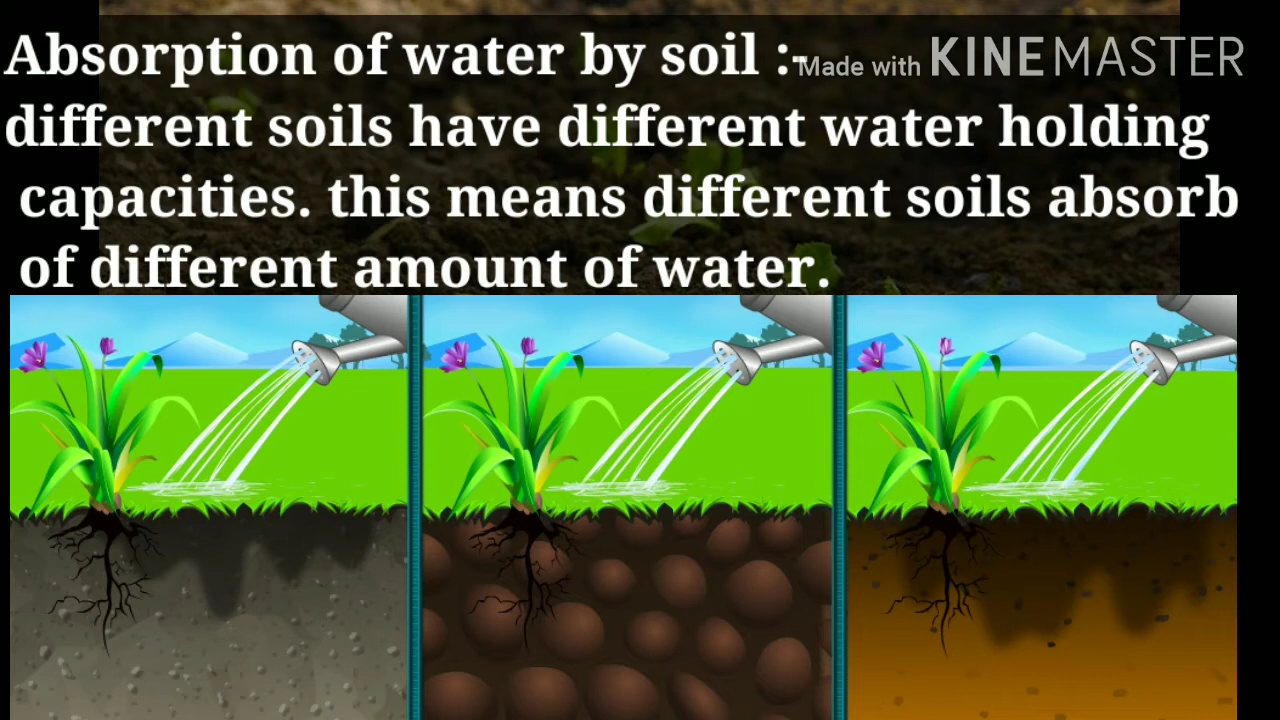 Absorption of water by soil :-
Made with KINEMASTER
different soils have different water holding
capacities. this means different soils absorb
of different amount of water.